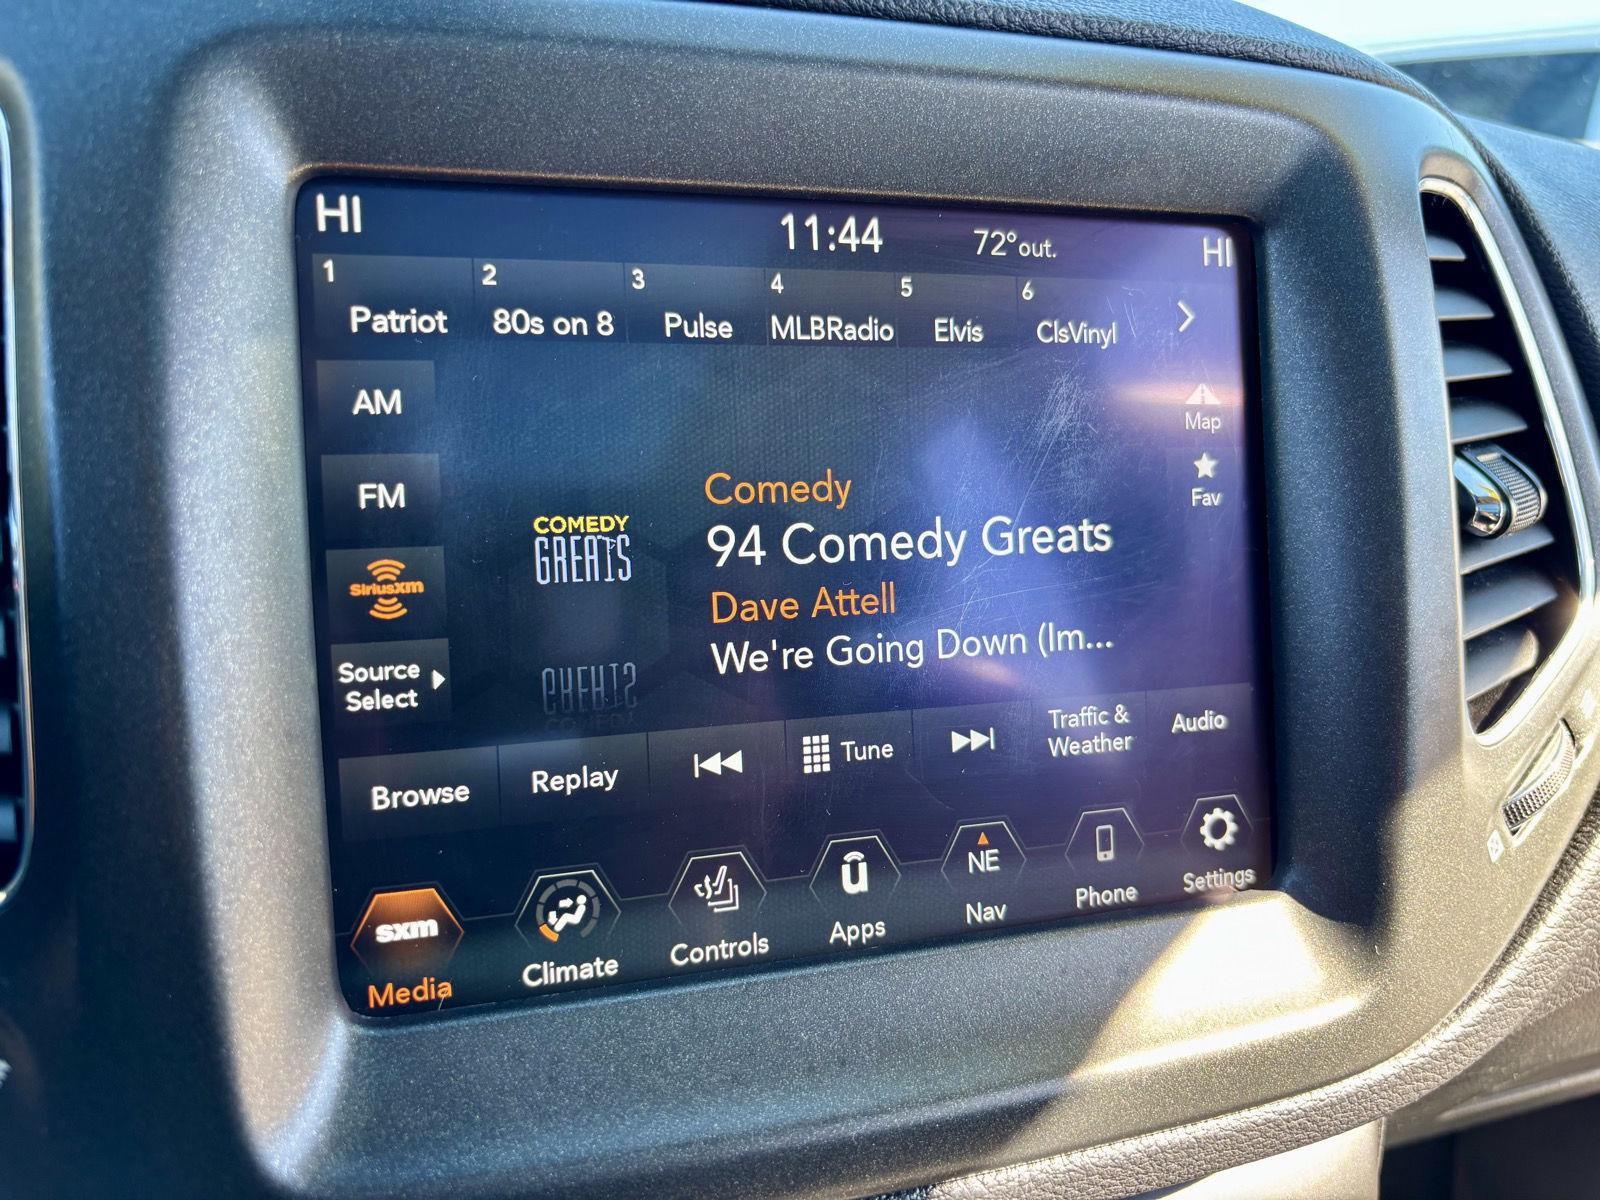 HI
11:44
72° out.
HI
1
2
3
4
5
6
Patriot
80s on 8
Pulse
MLBRadio
Elvis
ClsVinyl
AM
Map
FM
Fav
SiriusXM
Source
Select
COMEDY
GREATS
Comedy
94 Comedy Greats
Dave Attell
We're Going Down (Im...
Browse
Replay
Tune
Traffic &
Weather
Audio
sxm
Media
Climate
Controls
u
Apps
NE
Nav
Phone
Settings